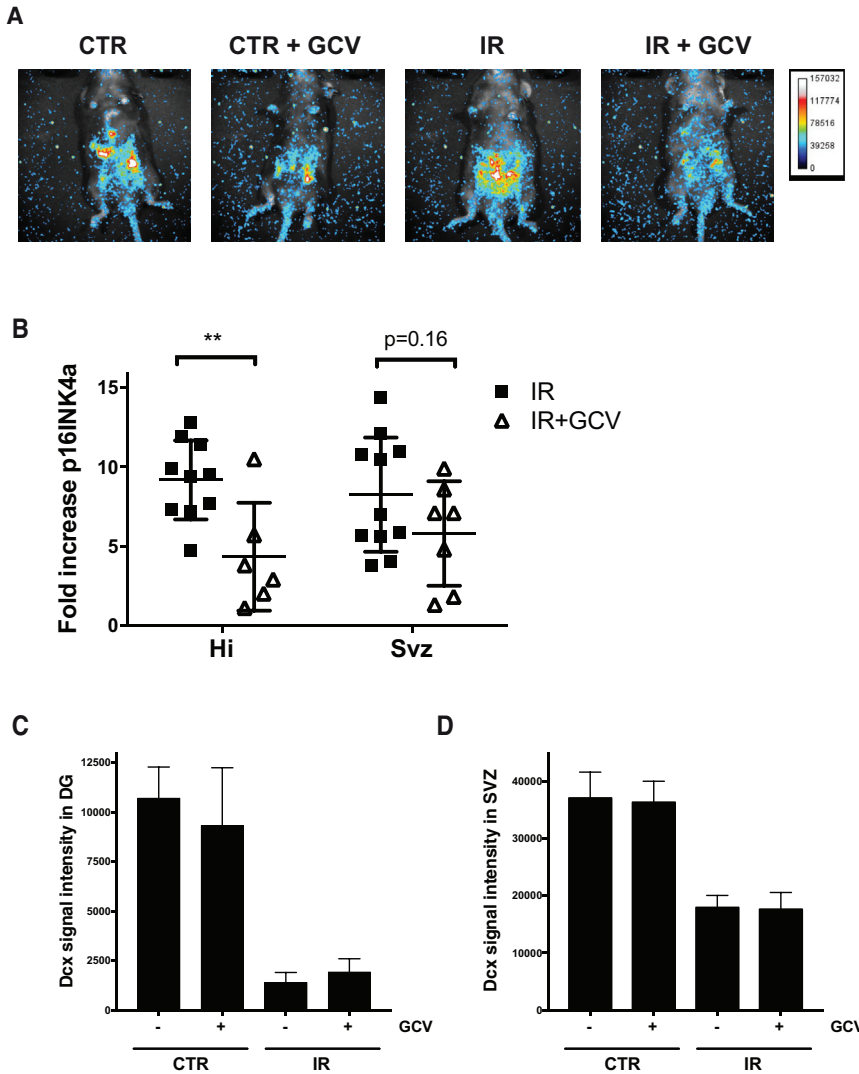 A
CTR
CTR + GCV
IR
IR + GCV
157032
117774
78516
39258
0
B
**
p=0.16
IR
IR+GCV
Fold increase p16INK4a
15
10
5
0
Hi
Svz
C
Dcx signal intensity in DG
12500
10000
7500
5000
2500
0
- + - + GCV
CTR IR
D
Dcx signal intensity in SVZ
40000
30000
20000
10000
0
- + - + GCV
CTR IR